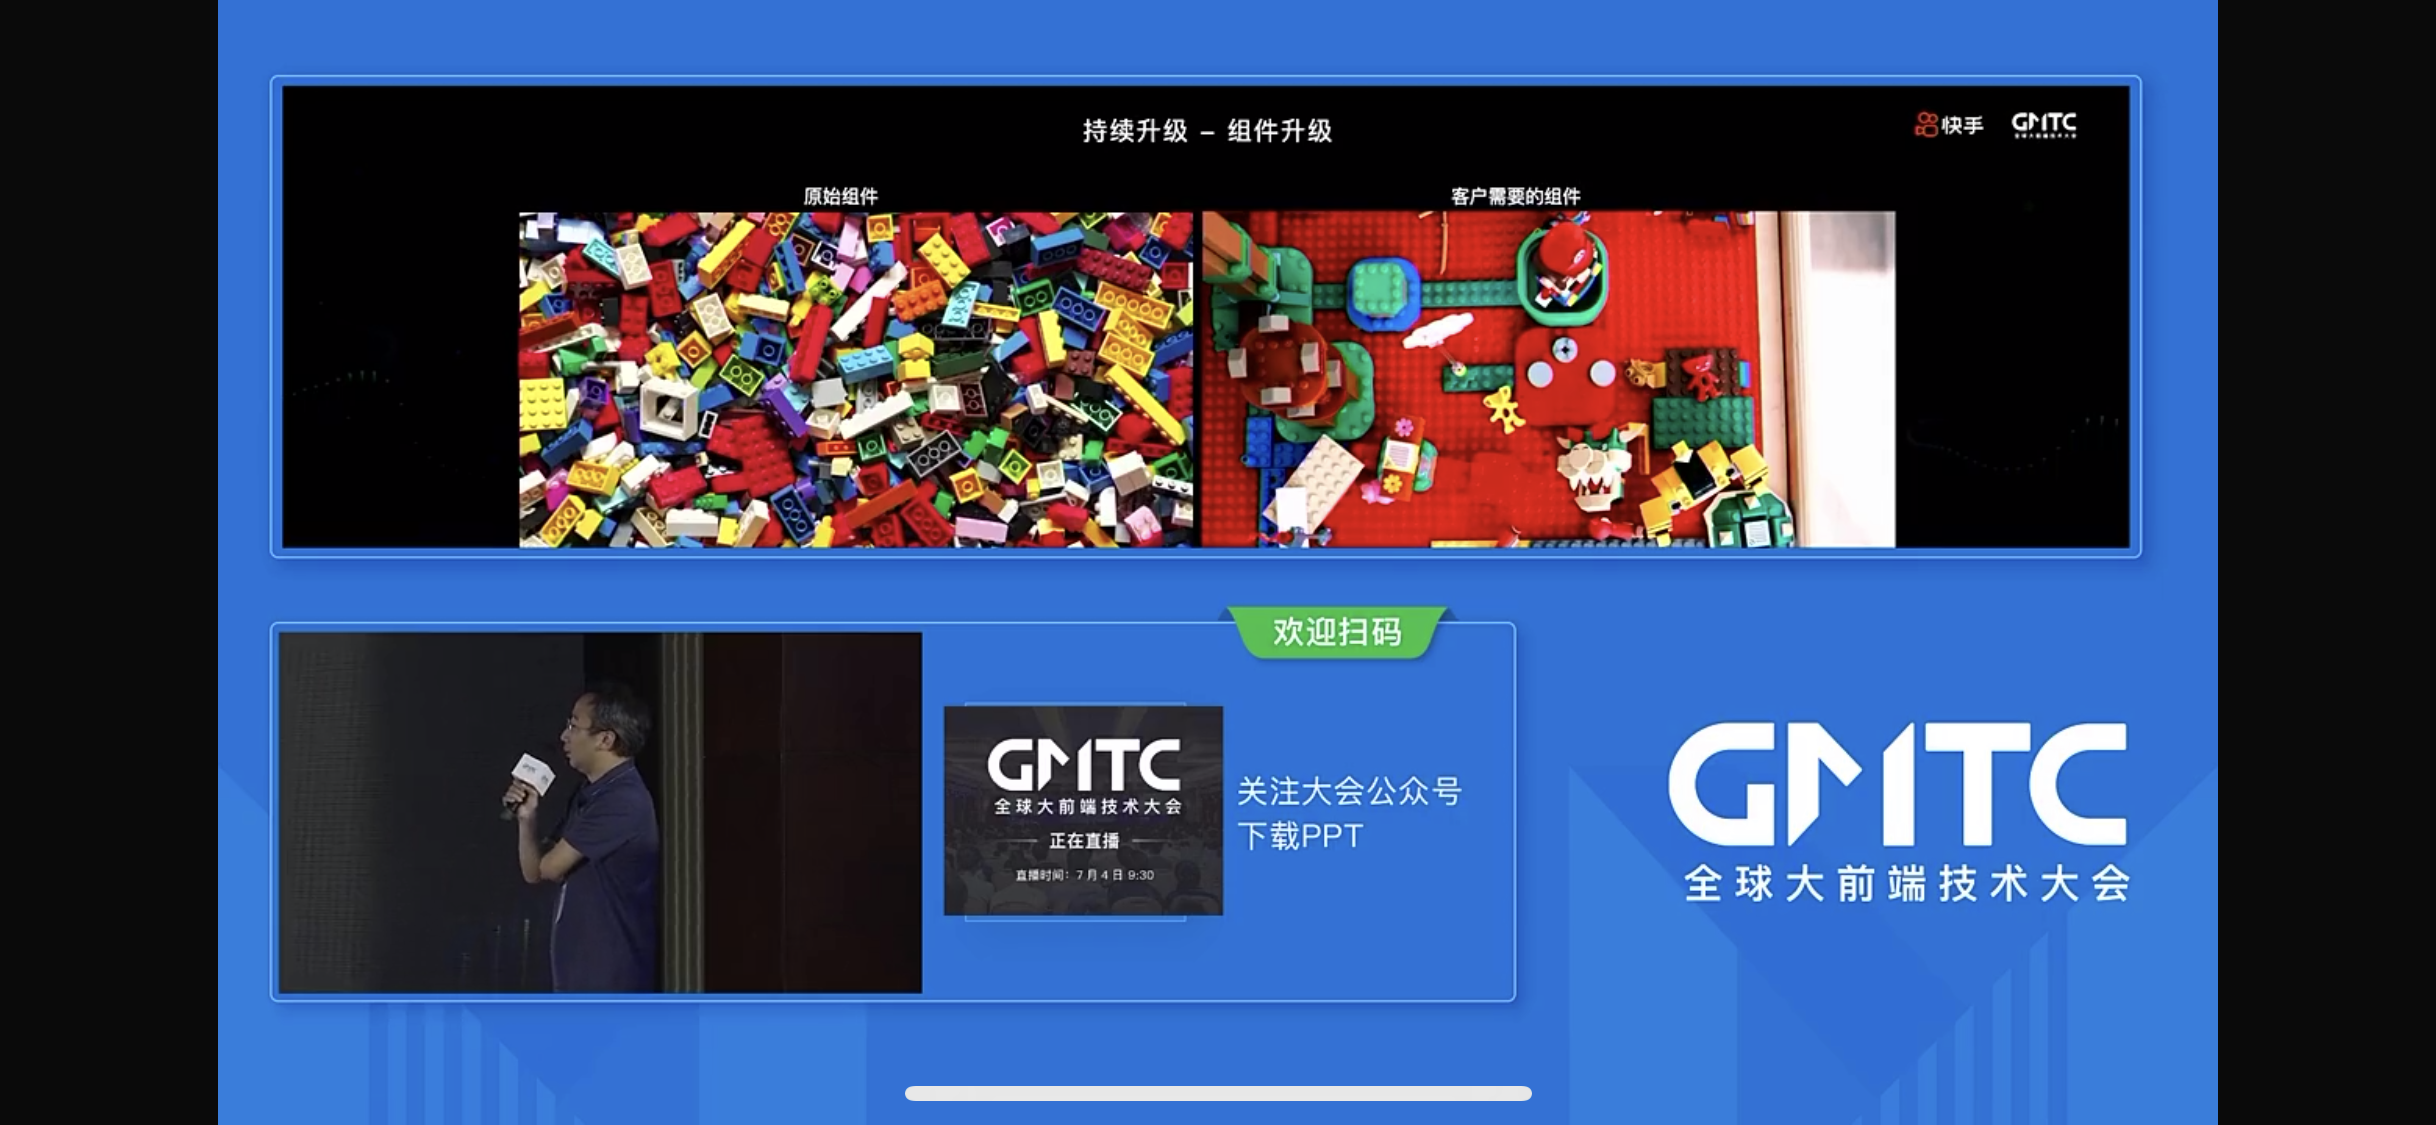 持续升级 – 组件升级
快手
GMTC
原始组件
客户需要的组件
欢迎扫码
GMTC
全球大前端技术大会
正在直播
直播时间：7月4日 9:30
关注大会公众号
下载PPT
GMTC
全球大前端技术大会